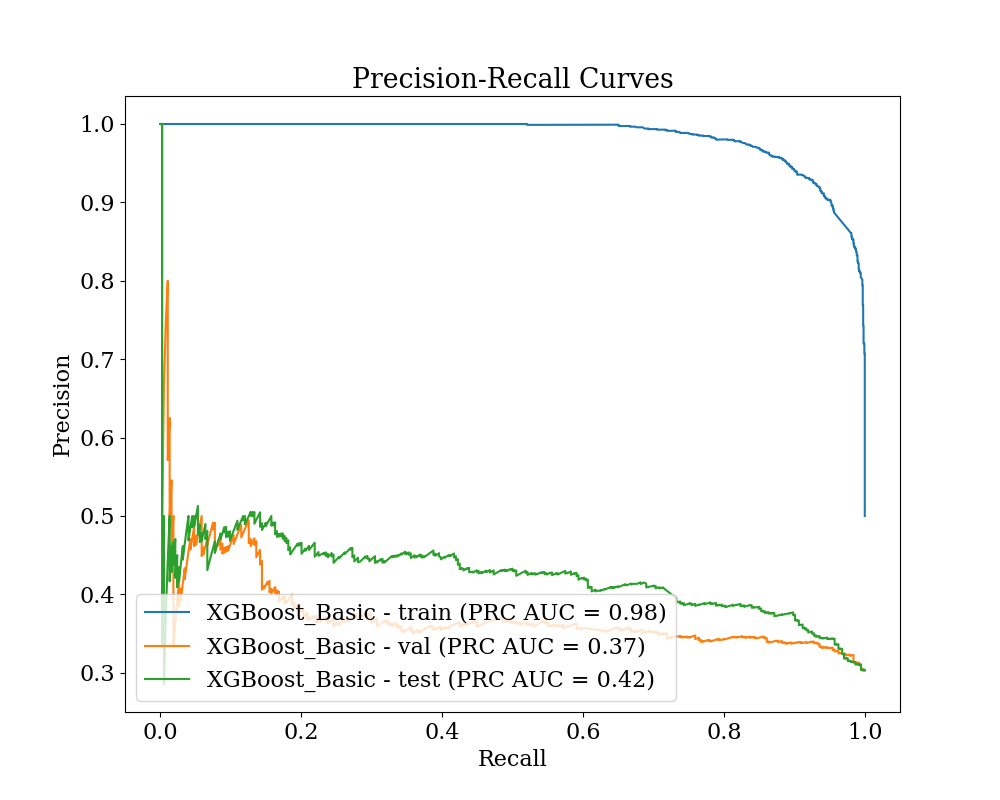 Precision-Recall Curves
1.0
0.9
0.8
0.7
0.6
0.5
0.4
0.3
Precision
XGBoost_Basic - train (PRC AUC = 0.98)
XGBoost_Basic - val (PRC AUC = 0.37)
XGBoost_Basic - test (PRC AUC = 0.42)
0.0 0.2 0.4 0.6 0.8 1.0
Recall